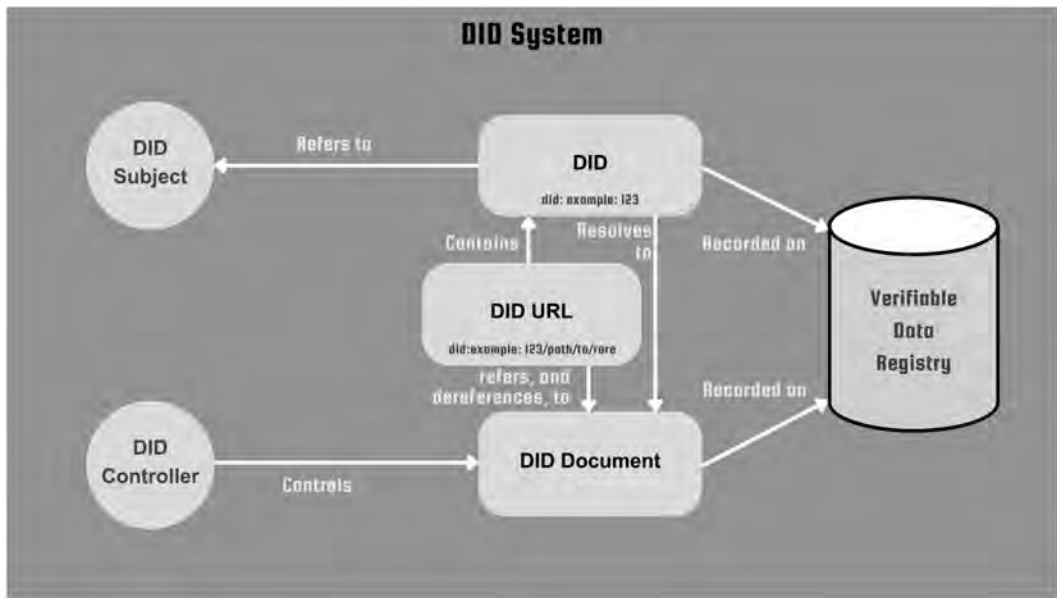 DID System
DID
Subject
Refers to
DID
did: example: 123
Recorded on
Contains
Resolves
to
DID URL
did:example: 123/path/to/rare
Verifiable
Data
Registry
refers, and
dereferences, to
Recorded on
DID
Controller
Controls
DID Document